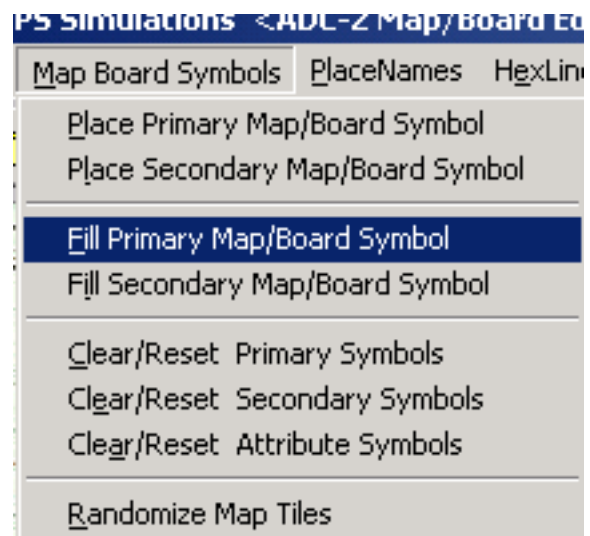 PS Simulations <ADC-2 Map/Board Ed
Map Board Symbols PlaceNames HexLin
Place Primary Map/Board Symbol
Place Secondary Map/Board Symbol
Fill Primary Map/Board Symbol
Fill Secondary Map/Board Symbol
Clear/Reset Primary Symbols
Clear/Reset Secondary Symbols
Clear/Reset Attribute Symbols
Randomize Map Tiles